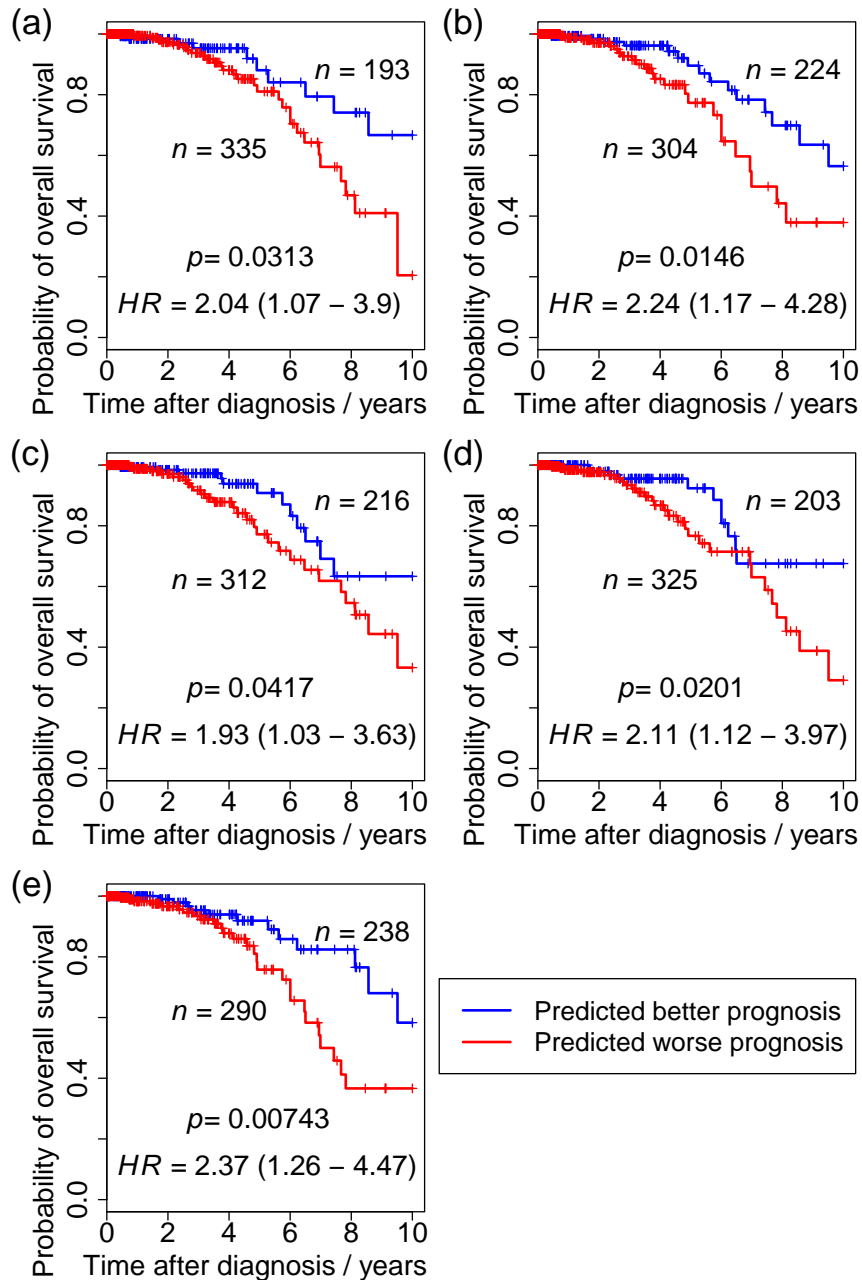 (a)
Probability of overall survival
0.0 0.4 0.8
n = 193
n = 335
p= 0.0313
HR = 2.04 (1.07 − 3.9)
0 2 4 6 8 10
Time after diagnosis / years
(b)
Probability of overall survival
0.0 0.4 0.8
n = 224
n = 304
p= 0.0146
HR = 2.24 (1.17 − 4.28)
0 2 4 6 8 10
Time after diagnosis / years
(c)
Probability of overall survival
0.0 0.4 0.8
n = 216
n = 312
p= 0.0417
HR = 1.93 (1.03 − 3.63)
0 2 4 6 8 10
Time after diagnosis / years
(d)
Probability of overall survival
0.0 0.4 0.8
n = 203
n = 325
p= 0.0201
HR = 2.11 (1.12 − 3.97)
0 2 4 6 8 10
Time after diagnosis / years
(e)
Probability of overall survival
0.0 0.4 0.8
n = 238
n = 290
p= 0.00743
HR = 2.37 (1.26 − 4.47)
0 2 4 6 8 10
Time after diagnosis / years
Predicted better prognosis
Predicted worse prognosis